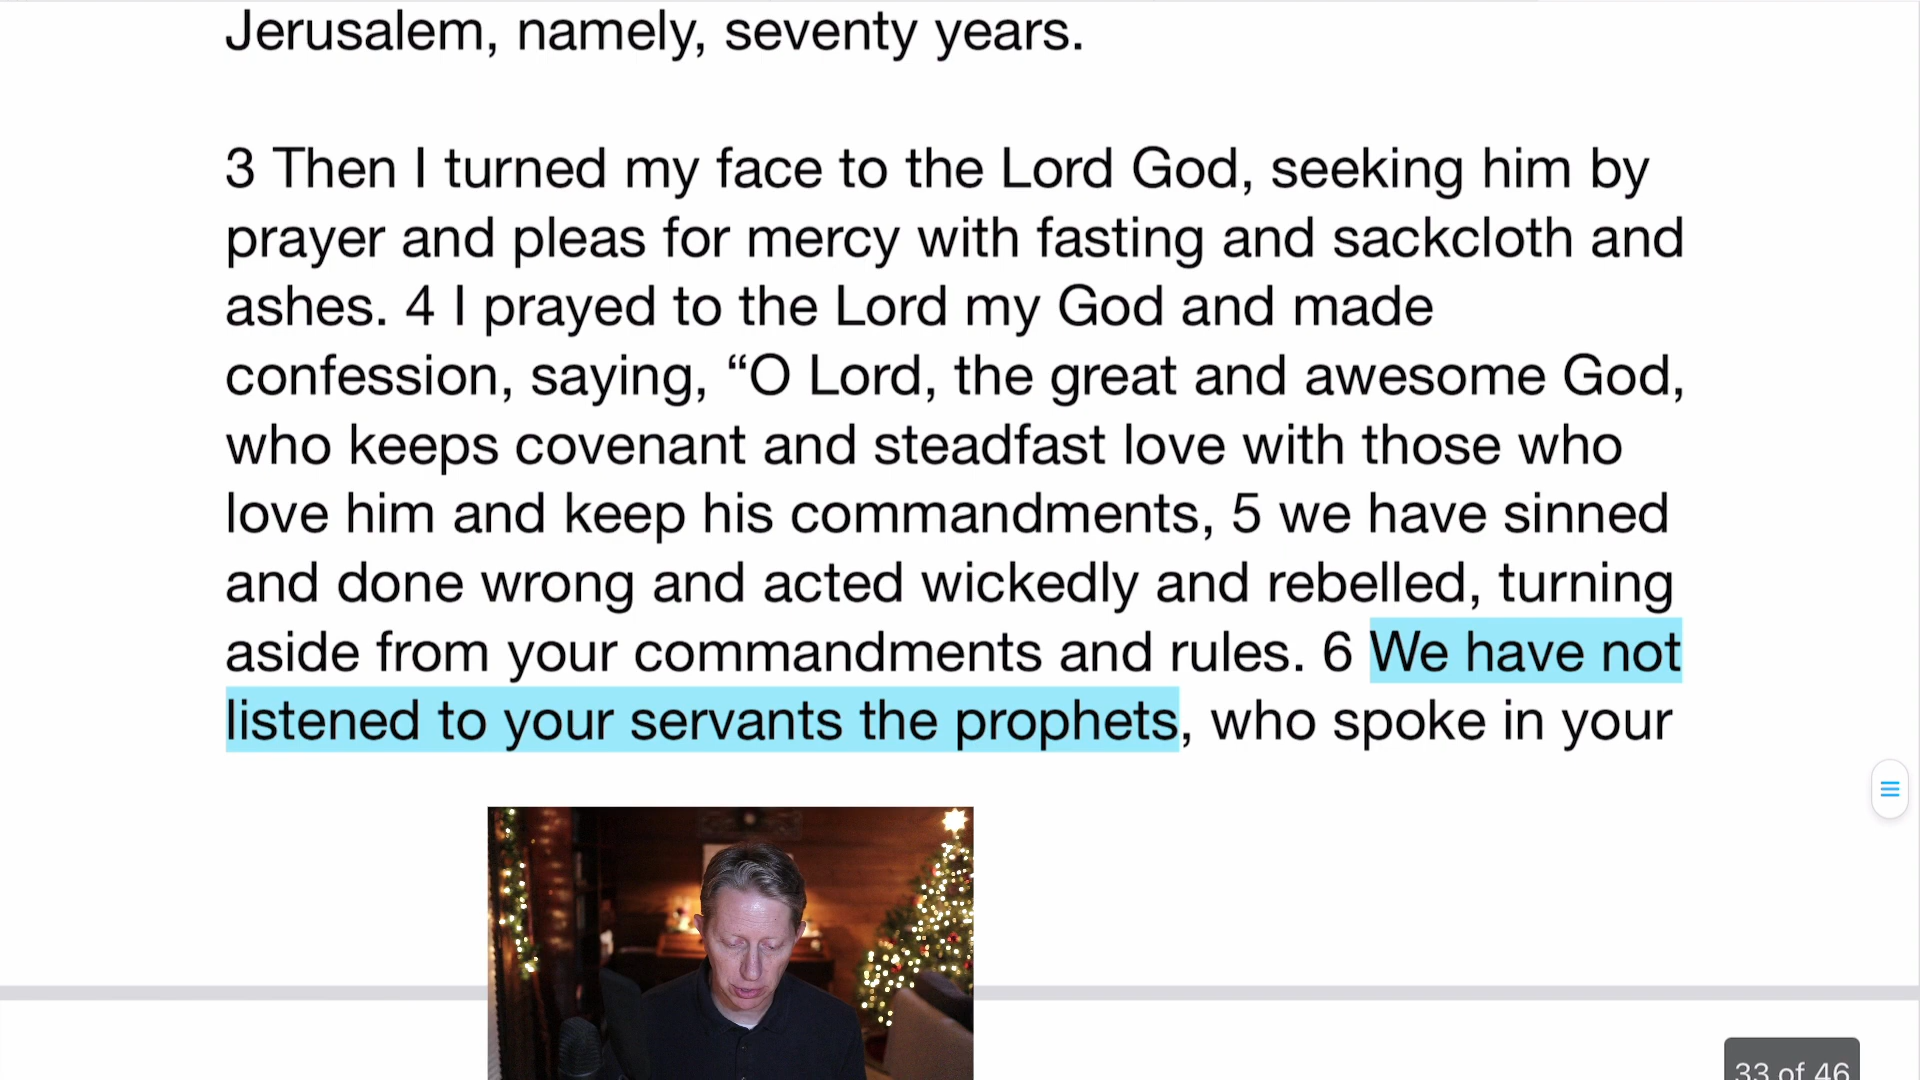 Jerusalem, namely, seventy years.
3 Then I turned my face to the Lord God, seeking him by
prayer and pleas for mercy with fasting and sackcloth and
ashes. 4 I prayed to the Lord my God and made
confession, saying, “O Lord, the great and awesome God,
who keeps covenant and steadfast love with those who
love him and keep his commandments, 5 we have sinned
and done wrong and acted wickedly and rebelled, turning
aside from your commandments and rules. 6 We have not
listened to your servants the prophets, who spoke in your
33 of 46